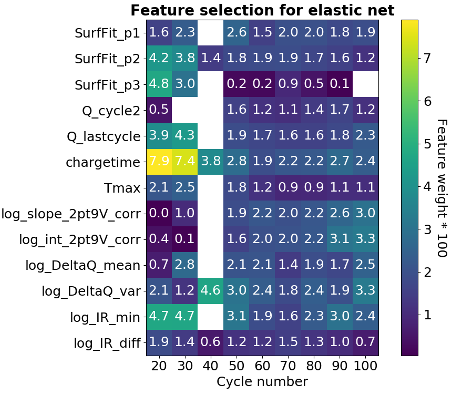 Feature selection for elastic net
SurfFit_p1 1.6 2.3 2.6 1.5 2.0 2.0 1.8 1.9
SurfFit_p2 4.2 3.8 1.4 1.8 1.9 1.9 1.7 1.6 1.2
SurfFit_p3 4.8 3.0 0.2 0.2 0.9 0.5 0.1
Q_cycle2 0.5 1.6 1.2 1.1 1.4 1.7 1.2
Q_lastcycle 3.9 4.3 1.9 1.7 1.6 1.6 1.8 2.3
chargetime 7.9 7.4 3.8 2.8 1.9 2.2 2.2 2.7 2.4
Tmax 2.1 2.5 1.8 1.2 0.9 0.9 1.1 1.1
log_slope_2pt9V_corr 0.0 1.0 1.9 2.2 2.0 2.2 2.6 3.0
log_int_2pt9V_corr 0.4 0.1 1.6 2.0 2.0 2.2 3.1 3.3
log_DeltaQ_mean 0.7 2.8 2.1 2.1 1.4 1.9 1.7 2.5
log_DeltaQ_var 2.1 1.2 4.6 3.0 2.4 1.8 2.4 1.9 3.3
log_IR_min 4.7 4.7 3.1 1.9 1.6 2.3 3.0 2.4
log_IR_diff 1.9 1.4 0.6 1.2 1.2 1.5 1.3 1.0 0.7
20 30 40 50 60 70 80 90 100
Cycle number
7
6
5
4
3
2
1
Feature weight * 100